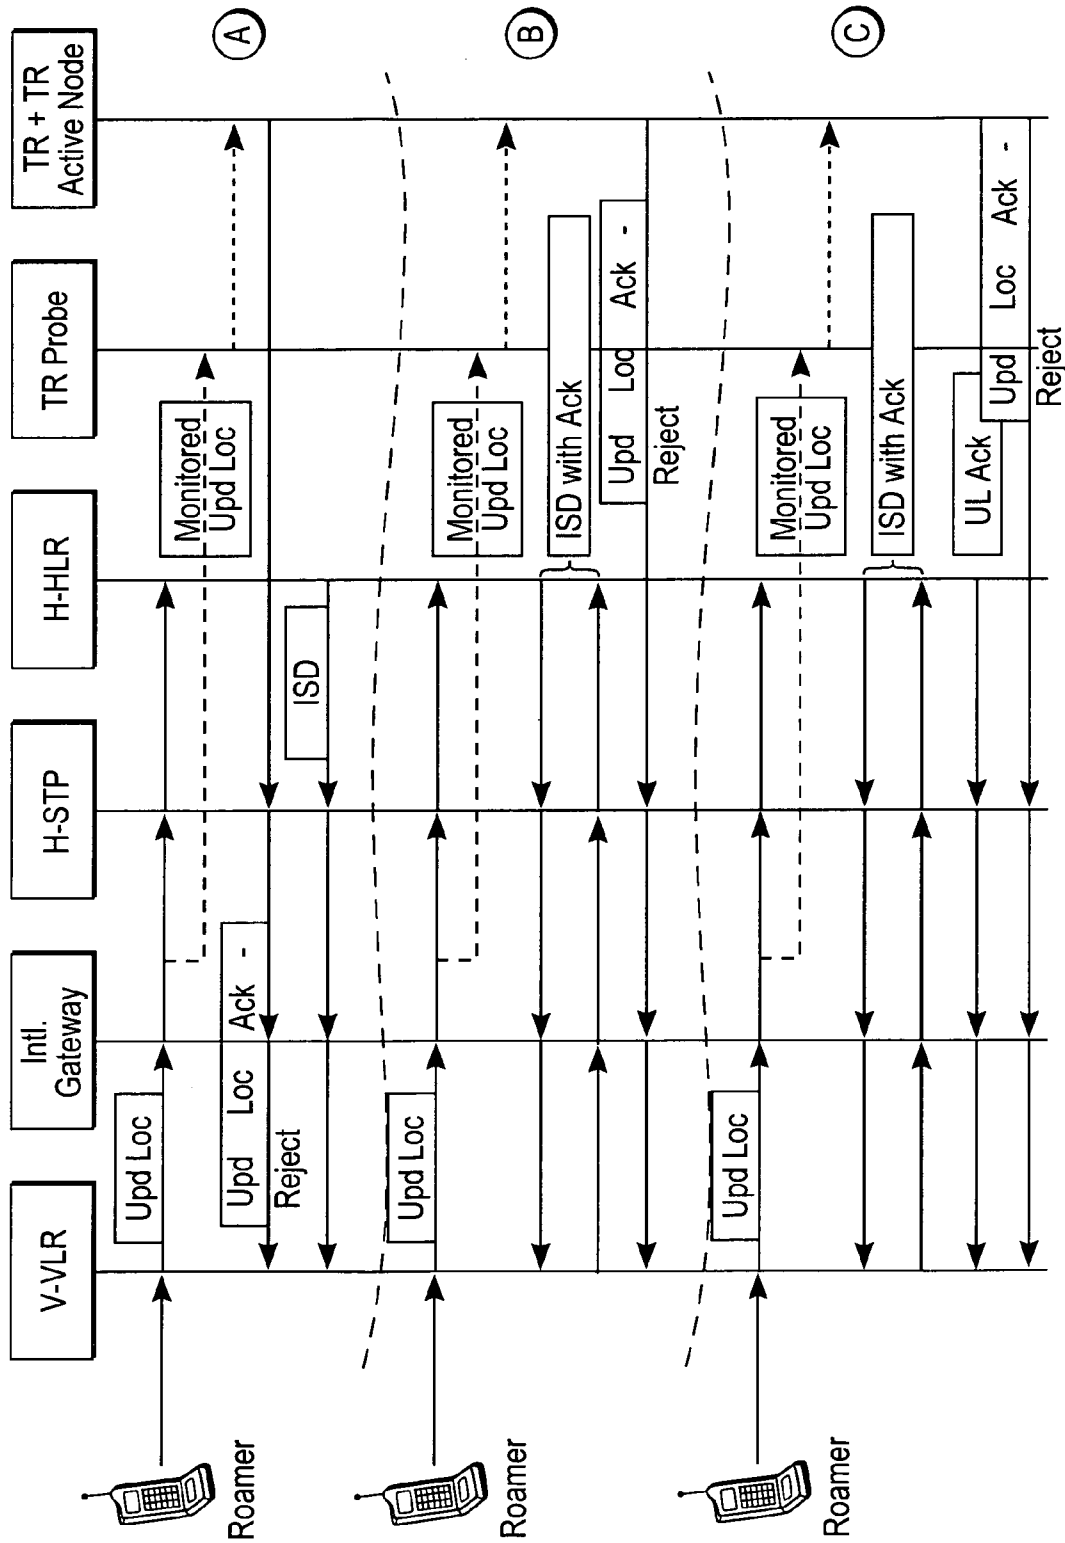 V-VLR
Intl.
Gateway
H-STP
H-HLR
TR Probe
TR + TR
Active Node
Roamer
Upd Loc
Monitored
Upd Loc
A
Upd Loc Ack -
Reject
ISD
Roamer
Upd Loc
Monitored
Upd Loc
B
ISD with Ack
Upd Loc Ack -
Reject
Roamer
Upd Loc
Monitored
Upd Loc
C
ISD with Ack
UL Ack
Upd Loc Ack -
Reject